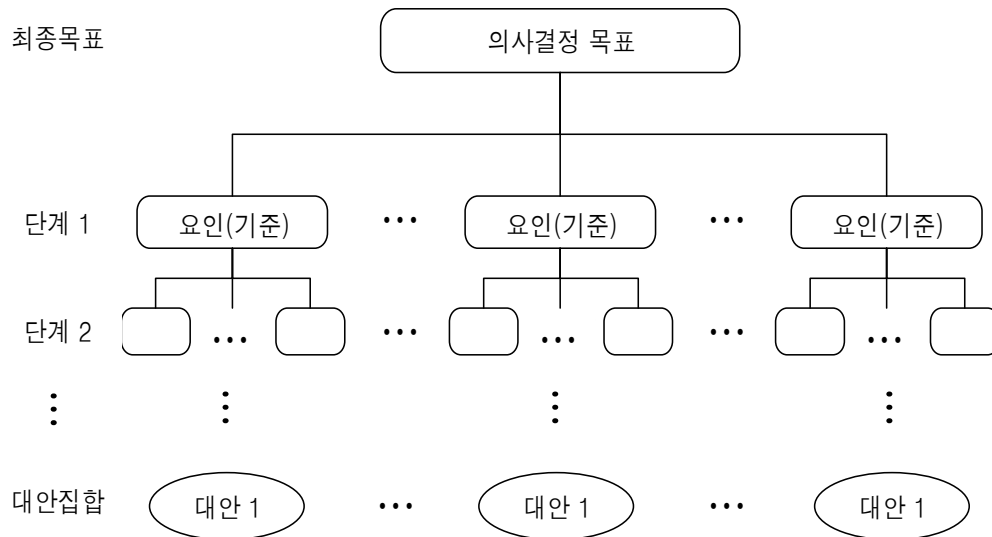 최종목표
의사결정 목표
단계 1
요인(기준) ··· 요인(기준) ··· 요인(기준)
단계 2
대안집합
대안 1 ··· 대안 1 ··· 대안 1